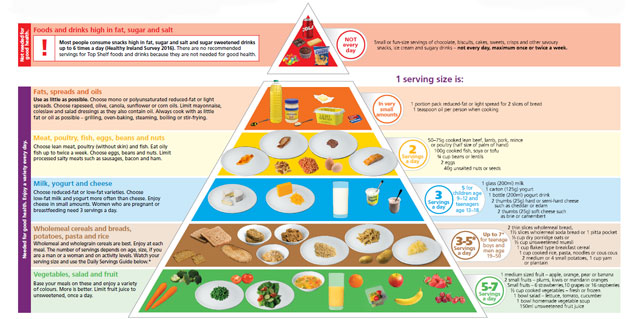 Not needed for good health.
Foods and drinks high in fat, sugar and salt
!
Most people consume snacks high in fat, sugar and salt and sugar sweetened drinks
up to 6 times a day (Healthy Ireland Survey 2016). There are no recommended
servings for Top Shelf foods and drinks because they are not needed for good health.
NOT
every day
Small or fun-size servings of chocolate, biscuits, cakes, sweets, crisps and other savoury
snacks, ice cream and sugary drinks – not every day, maximum once or twice a week.
1 serving size is:
Needed for good health. Enjoy a variety every day.
Fats, spreads and oils
Use as little as possible. Choose mono or polyunsaturated reduced-fat or light
spreads. Choose rapeseed, olive, canola, sunflower or corn oils. Limit mayonnaise,
coleslaw and salad dressings as they also contain oil. Always cook with as little
fat or oil as possible – grilling, oven-baking, steaming, boiling or stir-frying.
In very
small
amounts
1 portion pack reduced-fat or light spread for 2 slices of bread
1 teaspoon oil per person when cooking
Meat, poultry, fish, eggs, beans and nuts
Choose lean meat, poultry (without skin) and fish. Eat oily
fish up to twice a week. Choose eggs, beans and nuts. Limit
processed salty meats such as sausages, bacon and ham.
2
Servings
a day
50–75g cooked lean beef, lamb, pork, mince
or poultry (half size of palm of hand)
100g cooked fish, soya or tofu
¾ cup beans or lentils
2 eggs
40g unsalted nuts or seeds
Milk, yogurt and cheese
Choose reduced-fat or low-fat varieties. Choose
low-fat milk and yogurt more often than cheese. Enjoy
cheese in small amounts. Women who are pregnant or
breastfeeding need 3 servings a day.
3
Servings
a day
5 for
children age
9–12 and
teenagers
age 13–18
1 glass (200ml) milk
1 carton (125g) yogurt
1 bottle (200ml) yogurt drink
2 thumbs (25g) hard or semi-hard cheese
such as cheddar or edam
2 thumbs (25g) soft cheese such
as brie or camembert
Wholemeal cereals and breads,
potatoes, pasta and rice
Wholemeal and wholegrain cereals are best. Enjoy at each
meal. The number of servings depends on age, size, if you
are a man or a woman and on activity levels. Watch your
serving size and use the Daily Servings Guide below.*
3-5*
Servings
a day
Up to 7*
for teenage
boys and
men age
19–50
2 thin slices wholemeal bread,
1½ slices wholemeal soda bread or 1 pitta pocket
⅓ cup dry porridge oats or
½ cup unsweetened muesli
1 cup flaked type breakfast cereal
1 cup cooked rice, pasta, noodles or cous cous
2 medium or 4 small potatoes, 1 cup yam
or plantain
Vegetables, salad and fruit
Base your meals on these and enjoy a variety
of colours. More is better. Limit fruit juice to
unsweetened, once a day.
5-7
Servings
a day
1 medium sized fruit – apple, orange, pear or banana
2 small fruits – plums, kiwis or mandarin oranges
Small fruits – 6 strawberries, 10 grapes or 16 raspberries
½ cup cooked vegetables – fresh or frozen
1 bowl salad – lettuce, tomato, cucumber
1 bowl homemade vegetable soup
150ml unsweetened fruit juice